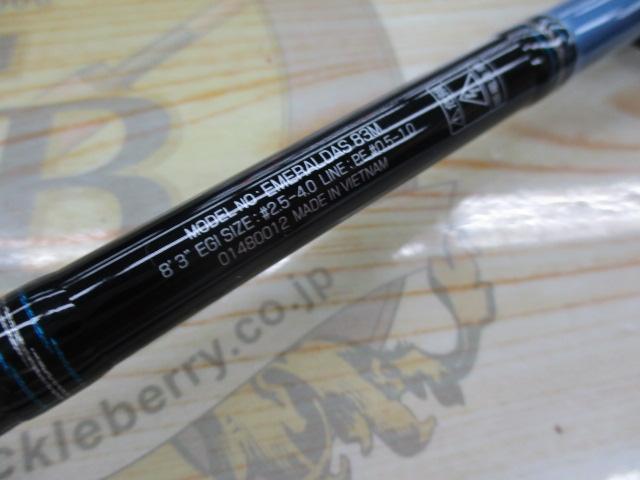 MODEL NO : EMERALDAS 83M
8'3" EGI SIZE : #2.5-4.0 LINE : PE #0.5-1.0
01480012 MADE IN VIETNAM
ckleberry.co.jp
B